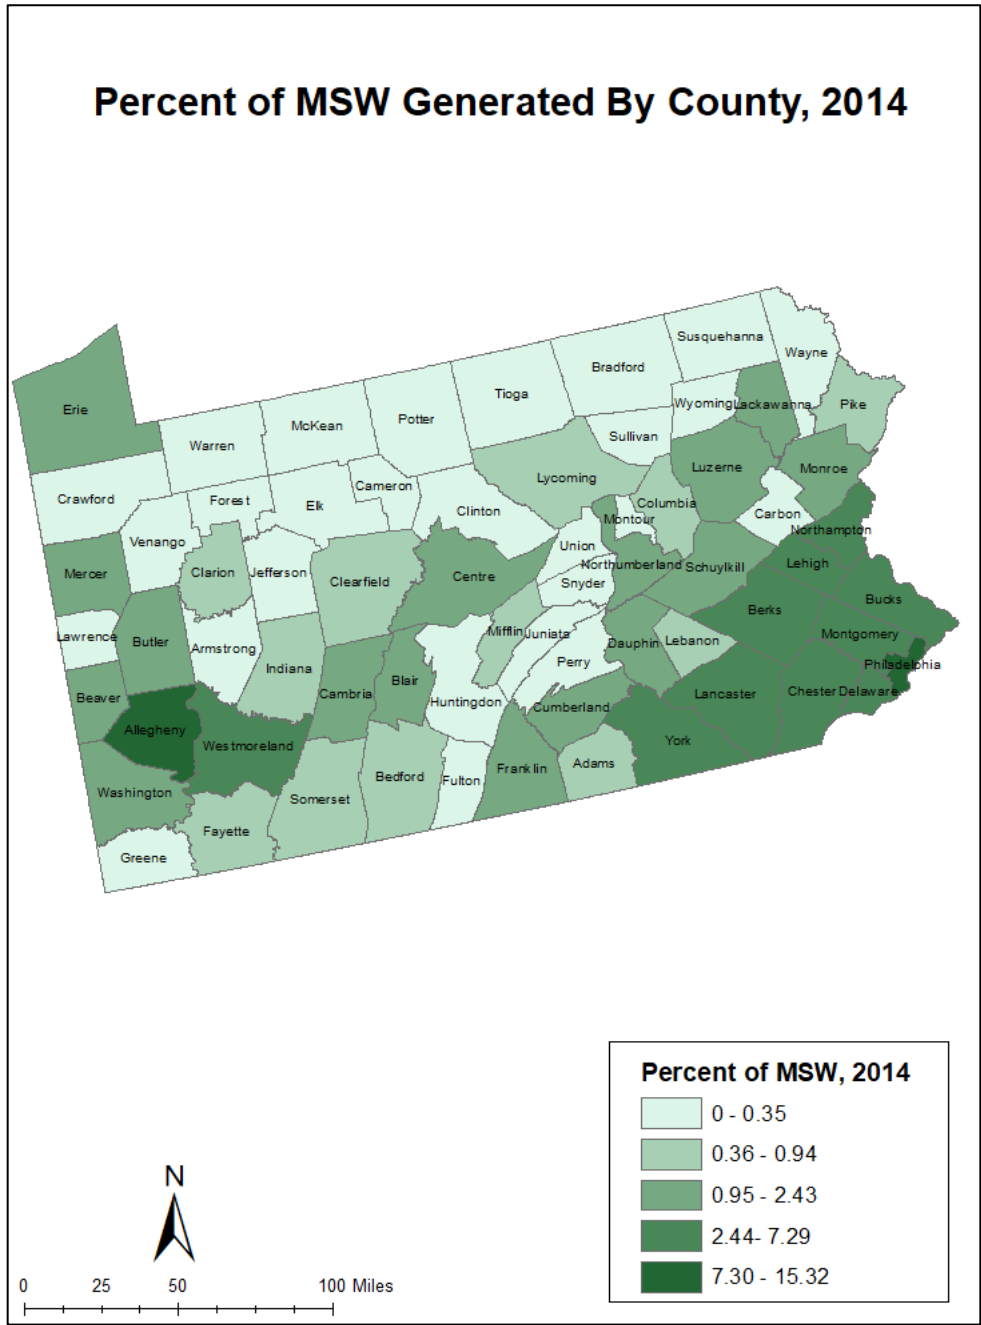 Percent of MSW Generated By County, 2014
Susquehanna
Wayne
Bradford
Tioga
Erie
Wyoming
Lackawanna
Pike
Potter
McKean
Warren
Sullivan
Luzerne
Monroe
Lycoming
Cameron
Crawford
Forest
Elk
Columbia
Clinton
Montour
Carbon
Northampton
Venango
Union
Mercer
Clarion
Jefferson
Clearfield
Centre
Northumberland
Schuylkill
Lehigh
Snyder
Bucks
Berks
Lawrence
Butler
Armstrong
Mifflin
Juniata
Dauphin
Lebanon
Montgomery
Indiana
Perry
Philadelphia
Beaver
Cambria
Blair
Huntingdon
Cumberland
Lancaster
Chester
Delaware
Allegheny
Westmoreland
York
Washington
Somerset
Bedford
Fulton
Franklin
Adams
Fayette
Greene
Percent of MSW, 2014
0 - 0.35
0.36 - 0.94
0.95 - 2.43
2.44- 7.29
7.30 - 15.32
N
0 25 50 100 Miles